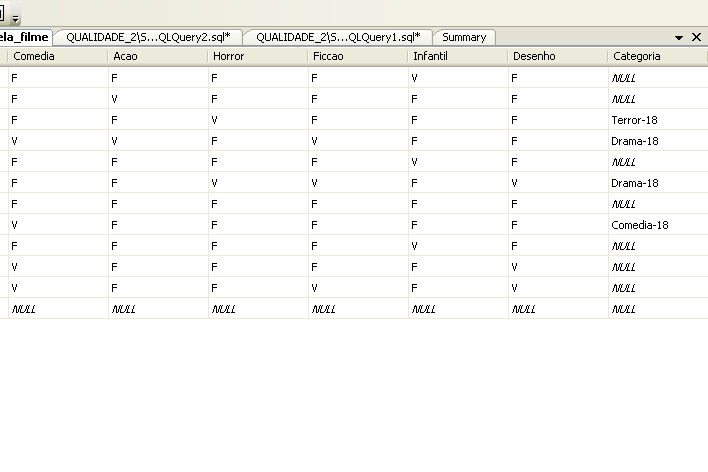 ela_filme QUALIDADE_2\S...QLQuery2.sql* QUALIDADE_2\S...QLQuery1.sql* Summary
Comedia Acao Horror Ficcao Infantil Desenho Categoria
F F F F V F NULL
F V F F F F NULL
F F V F F F Terror-18
V V F V F F Drama-18
F F F F V F NULL
F F V V F V Drama-18
F F F F F F NULL
V F F F F F Comedia-18
F F F F V F NULL
V F F F F V NULL
V F F V F V NULL
NULL NULL NULL NULL NULL NULL NULL